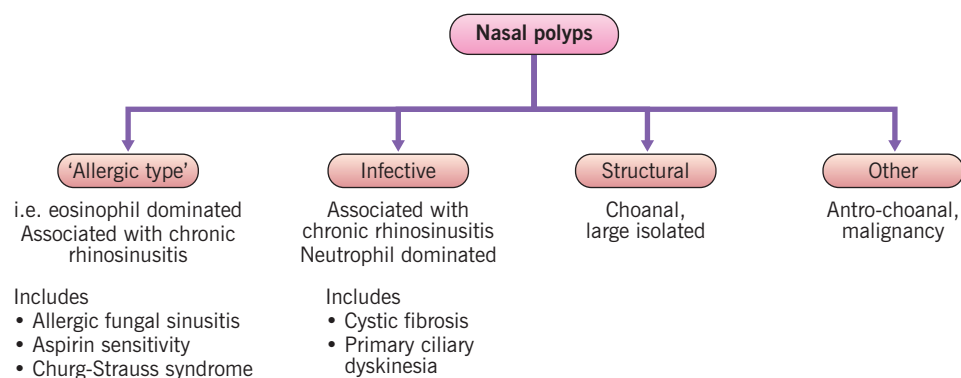 Nasal polyps
'Allergic type'
i.e. eosinophil dominated
Associated with chronic
rhinosinusitis
Includes
• Allergic fungal sinusitis
• Aspirin sensitivity
• Churg-Strauss syndrome
Infective
Associated with
chronic rhinosinusitis
Neutrophil dominated
Includes
• Cystic fibrosis
• Primary ciliary
dyskinesia
Structural
Choanal,
large isolated
Other
Antro-choanal,
malignancy